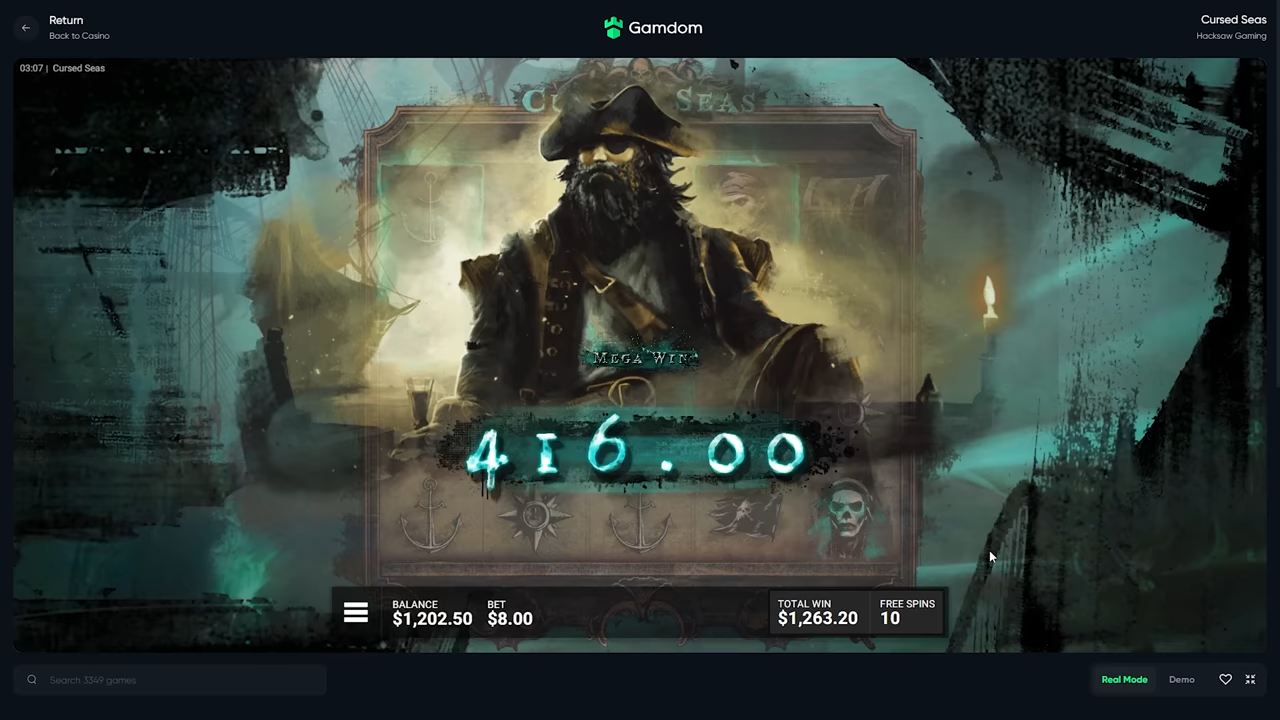 Return
Back to Casino
Gamdom
Cursed Seas
Hacksaw Gaming
03:07 | Cursed Seas
Seas
Mega Win
416.00
BALANCE
$1,202.50
BET
$8.00
TOTAL WIN
$1,263.20
FREE SPINS
10
Search 3349 games
Real Mode
Demo